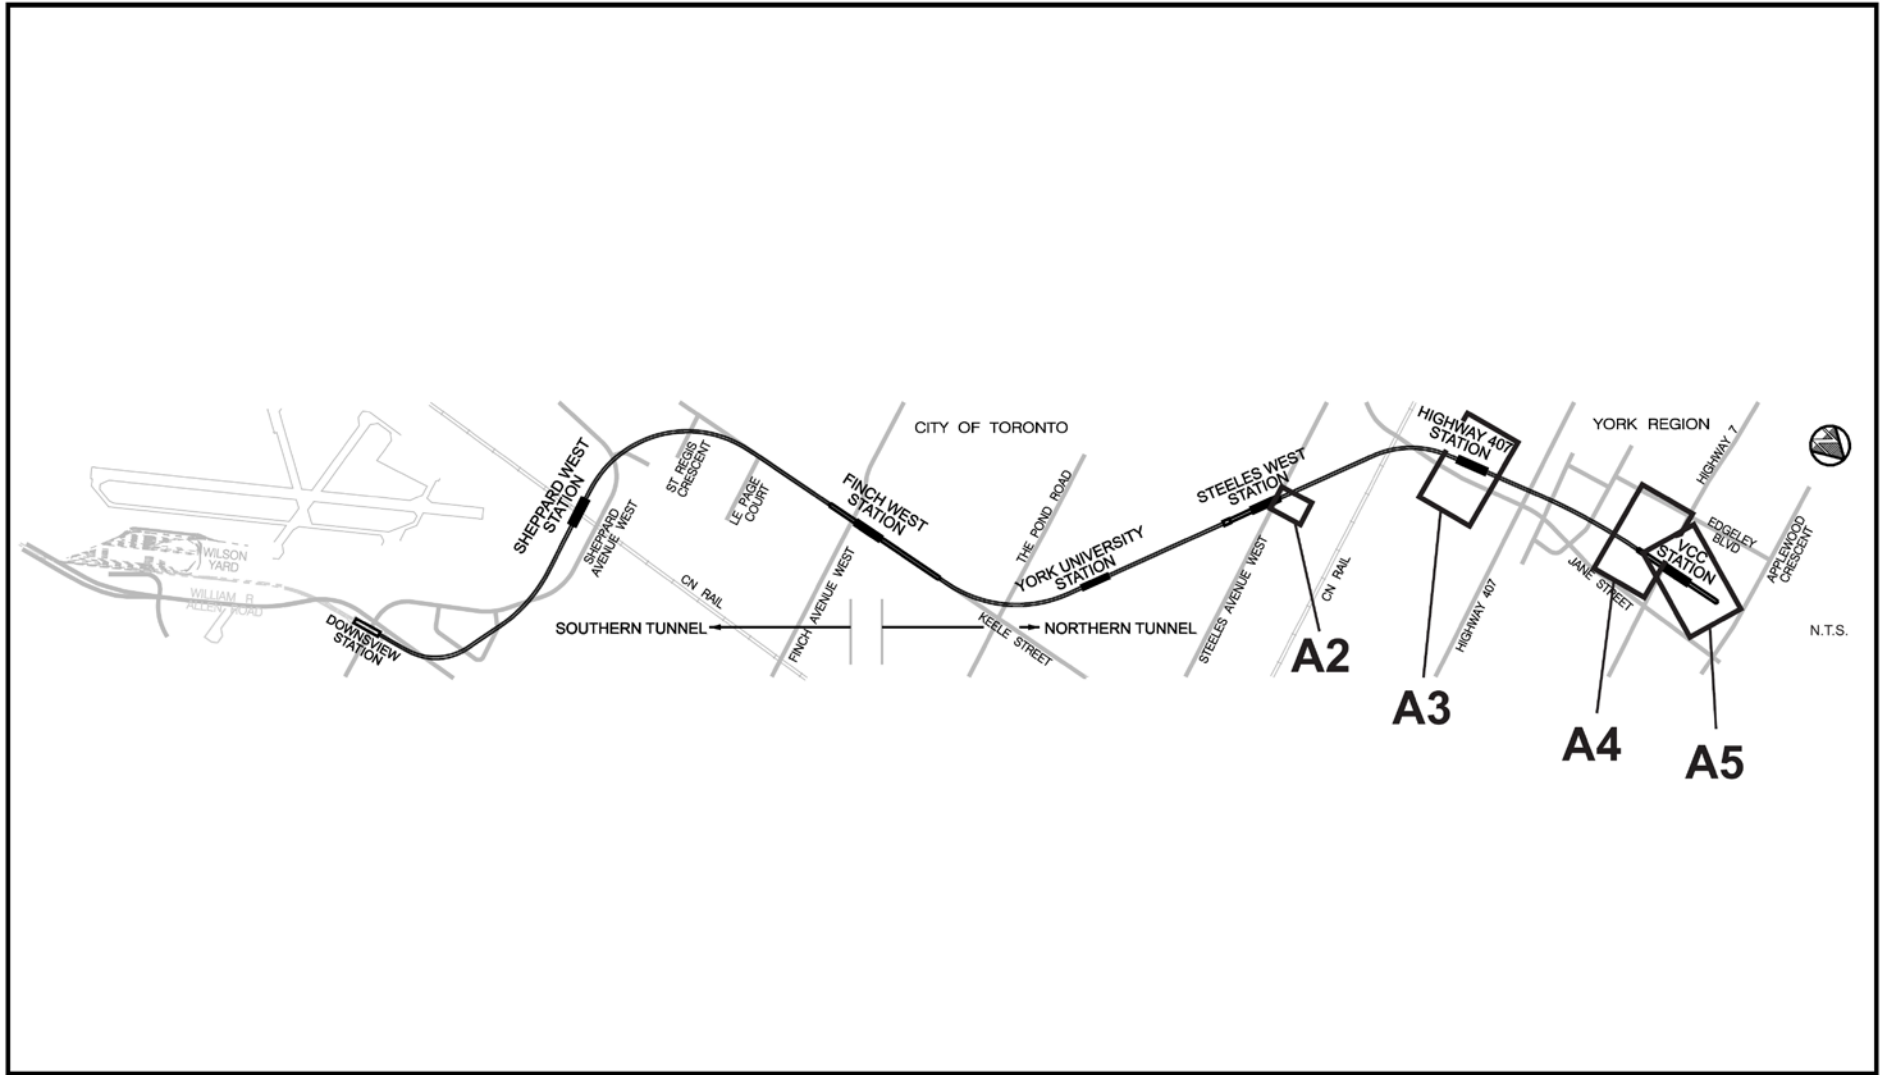 CITY OF TORONTO
YORK REGION
HIGHWAY 407
STATION
HIGHWAY 7
SHEPPARD WEST
STATION
ST REGIS
CRESCENT
LE PAGE
COURT
FINCH WEST
STATION
THE POND ROAD
STEELES WEST
STATION
EDGELEY
BLVD
APPLEWOOD
CRESCENT
VCC
STATION
SHEPPARD
AVENUE WEST
WILSON
YARD
WILLIAM R
ALLEN ROAD
CN RAIL
YORK UNIVERSITY
STATION
STEELES AVENUE WEST
CN RAIL
JANE STREET
HIGHWAY 407
DOWNSVIEW
STATION
SOUTHERN TUNNEL
FINCH AVENUE WEST
KEELE STREET
NORTHERN TUNNEL
N.T.S.
A2
A3
A4
A5